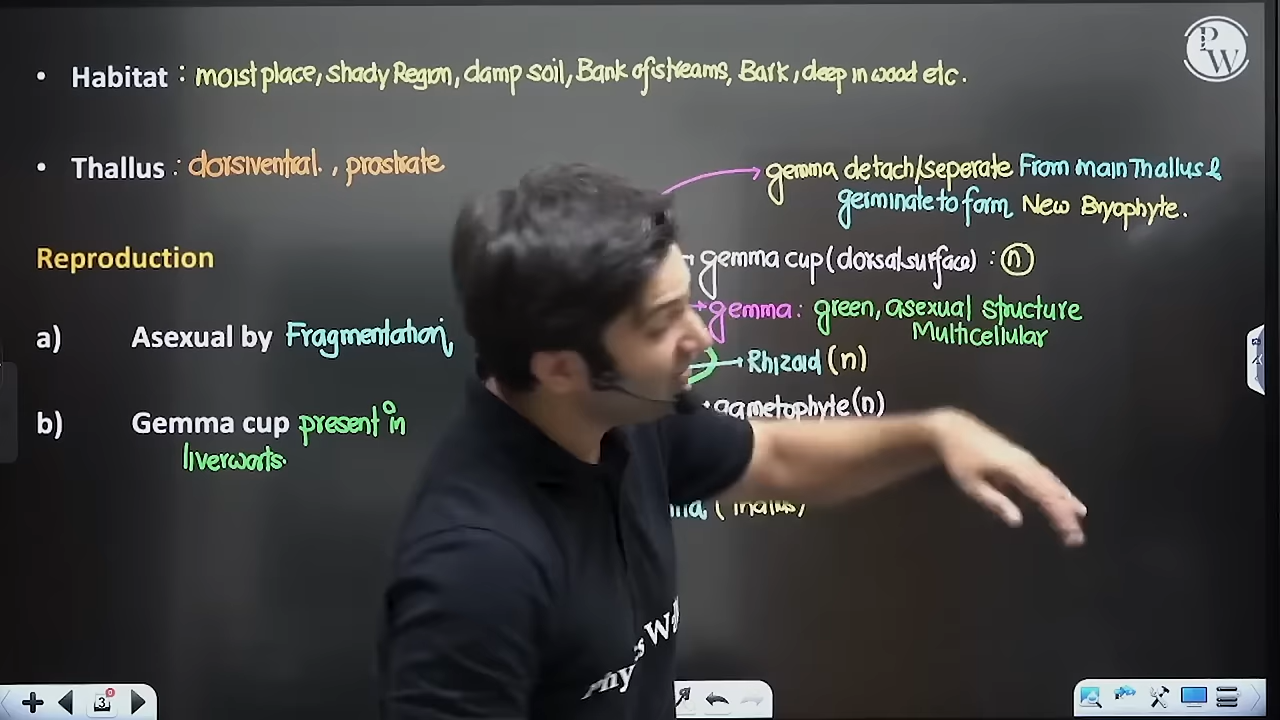 • Habitat : moist place, shady Region, damp soil, Bank of streams, Bark, deep in wood etc.
• Thallus : dorsiventral. , prostrate
gemma detach/seperate From main Thallus &
germinate to form New Bryophyte.
Reproduction
gemma cup (dorsal surface) : n
gemma: green, asexual structure
Multicellular
a) Asexual by Fragmentation,
Rhizoid (n)
gametophyte (n)
b) Gemma cup present in
liverworts.
(Thallus)
PW
3